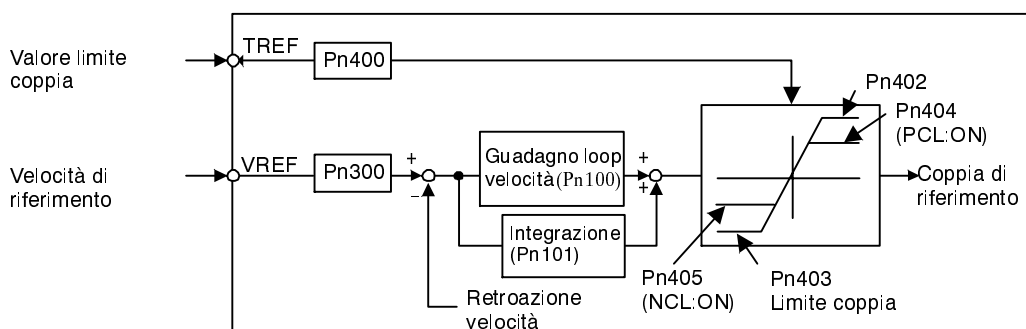 Valore limite
coppia
TREF
Pn400
Pn402
Pn404
(PCL:ON)
Velocità di
riferimento
VREF
Pn300
+
−
Guadagno loop
velocità(Pn100)
+
+
Coppia di
riferimento
Integrazione
(Pn101)
Pn405
(NCL:ON)
Pn403
Limite coppia
Retroazione
velocità